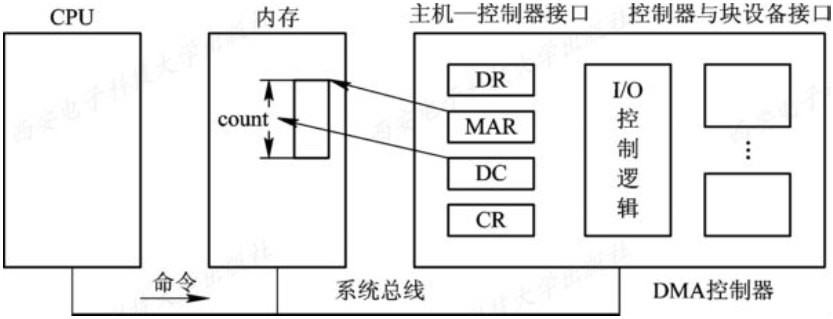 CPU
内存
主机—控制器接口
控制器与块设备接口
count
DR
MAR
DC
CR
I/O
控
制
逻
辑
⋮
命令
系统总线
DMA控制器
西安电子科技大学出版社